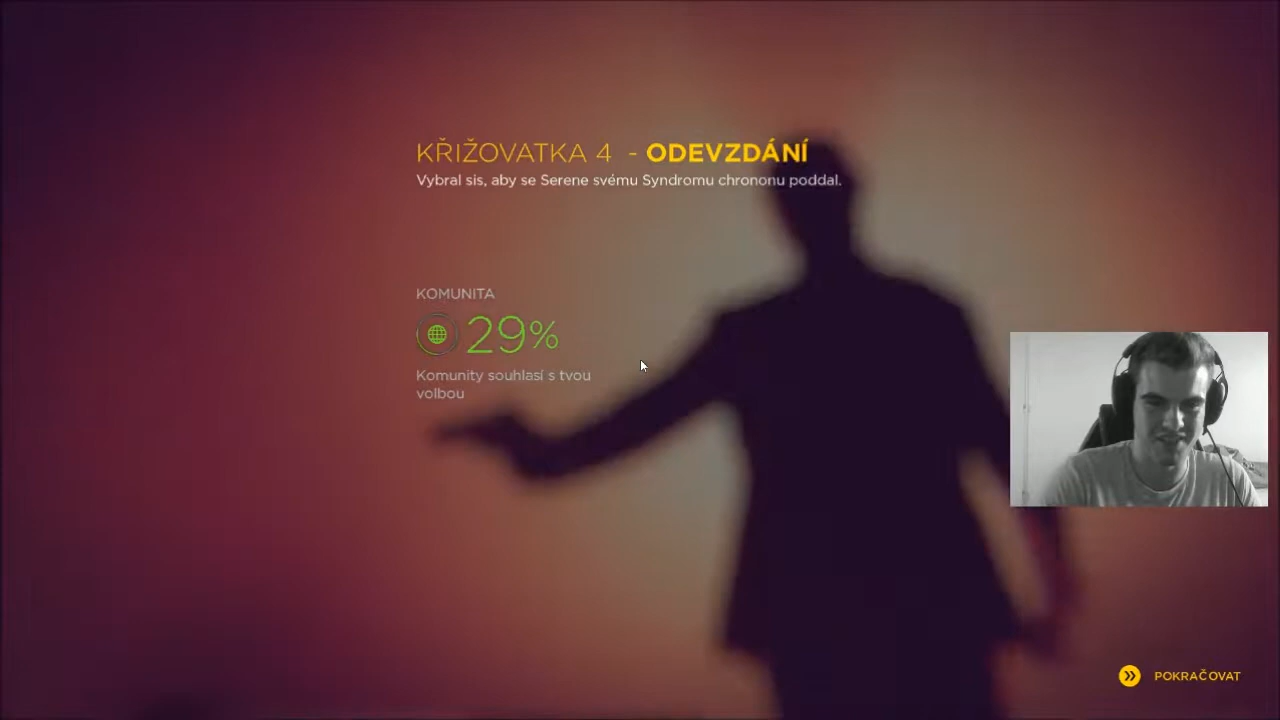 KŘIŽOVATKA 4 - ODEVZDÁNÍ
Vybral sis, aby se Serene svému Syndromu chrononu poddal.
KOMUNITA
29%
Komunity souhlasí s tvou
volbou
POKRAČOVAT